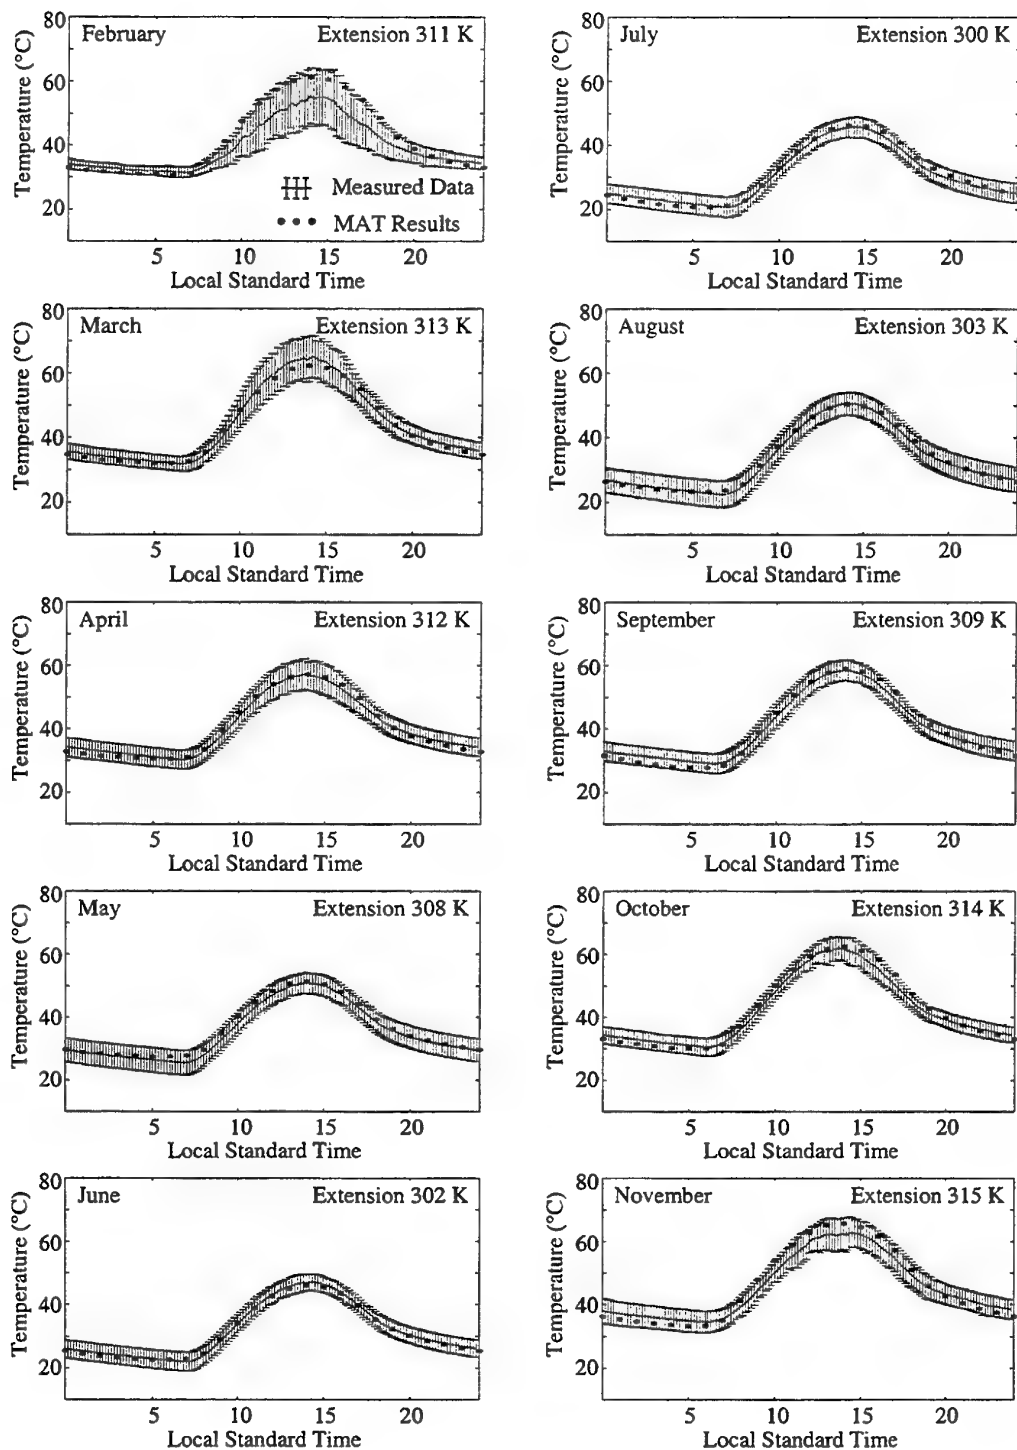 80
February
Extension 311 K
60
40
20
Temperature (°C)
Measured Data
MAT Results
5
10
15
20
Local Standard Time
80
July
Extension 300 K
60
40
20
Temperature (°C)
5
10
15
20
Local Standard Time
80
March
Extension 313 K
60
40
20
Temperature (°C)
5
10
15
20
Local Standard Time
80
August
Extension 303 K
60
40
20
Temperature (°C)
5
10
15
20
Local Standard Time
80
April
Extension 312 K
60
40
20
Temperature (°C)
5
10
15
20
Local Standard Time
80
September
Extension 309 K
60
40
20
Temperature (°C)
5
10
15
20
Local Standard Time
80
May
Extension 308 K
60
40
20
Temperature (°C)
5
10
15
20
Local Standard Time
80
October
Extension 314 K
60
40
20
Temperature (°C)
5
10
15
20
Local Standard Time
80
June
Extension 302 K
60
40
20
Temperature (°C)
5
10
15
20
Local Standard Time
80
November
Extension 315 K
60
40
20
Temperature (°C)
5
10
15
20
Local Standard Time